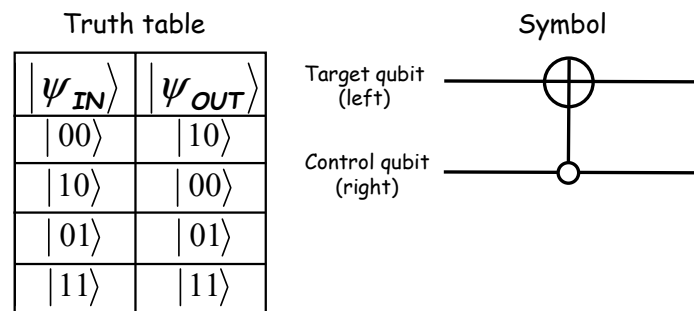 Truth table
|ψ_IN⟩ |ψ_OUT⟩
|00⟩ |10⟩
|10⟩ |00⟩
|01⟩ |01⟩
|11⟩ |11⟩
Symbol
Target qubit
(left)
Control qubit
(right)